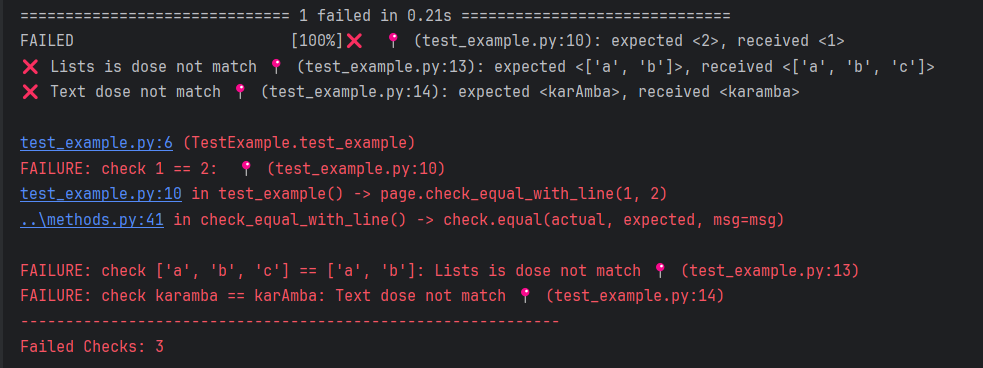 ============================== 1 failed in 0.21s ==============================
FAILED                        [100%]❌  📍 (test_example.py:10): expected <2>, received <1>
❌ Lists is dose not match 📍 (test_example.py:13): expected <['a', 'b']>, received <['a', 'b', 'c']>
❌ Text dose not match 📍 (test_example.py:14): expected <karAmba>, received <karamba>
test_example.py:6 (TestExample.test_example)
FAILURE: check 1 == 2:  📍 (test_example.py:10)
test_example.py:10 in test_example() -> page.check_equal_with_line(1, 2)
..\methods.py:41 in check_equal_with_line() -> check.equal(actual, expected, msg=msg)
FAILURE: check ['a', 'b', 'c'] == ['a', 'b']: Lists is dose not match 📍 (test_example.py:13)
FAILURE: check karamba == karAmba: Text dose not match 📍 (test_example.py:14)
------------------------------------------------------------
Failed Checks: 3